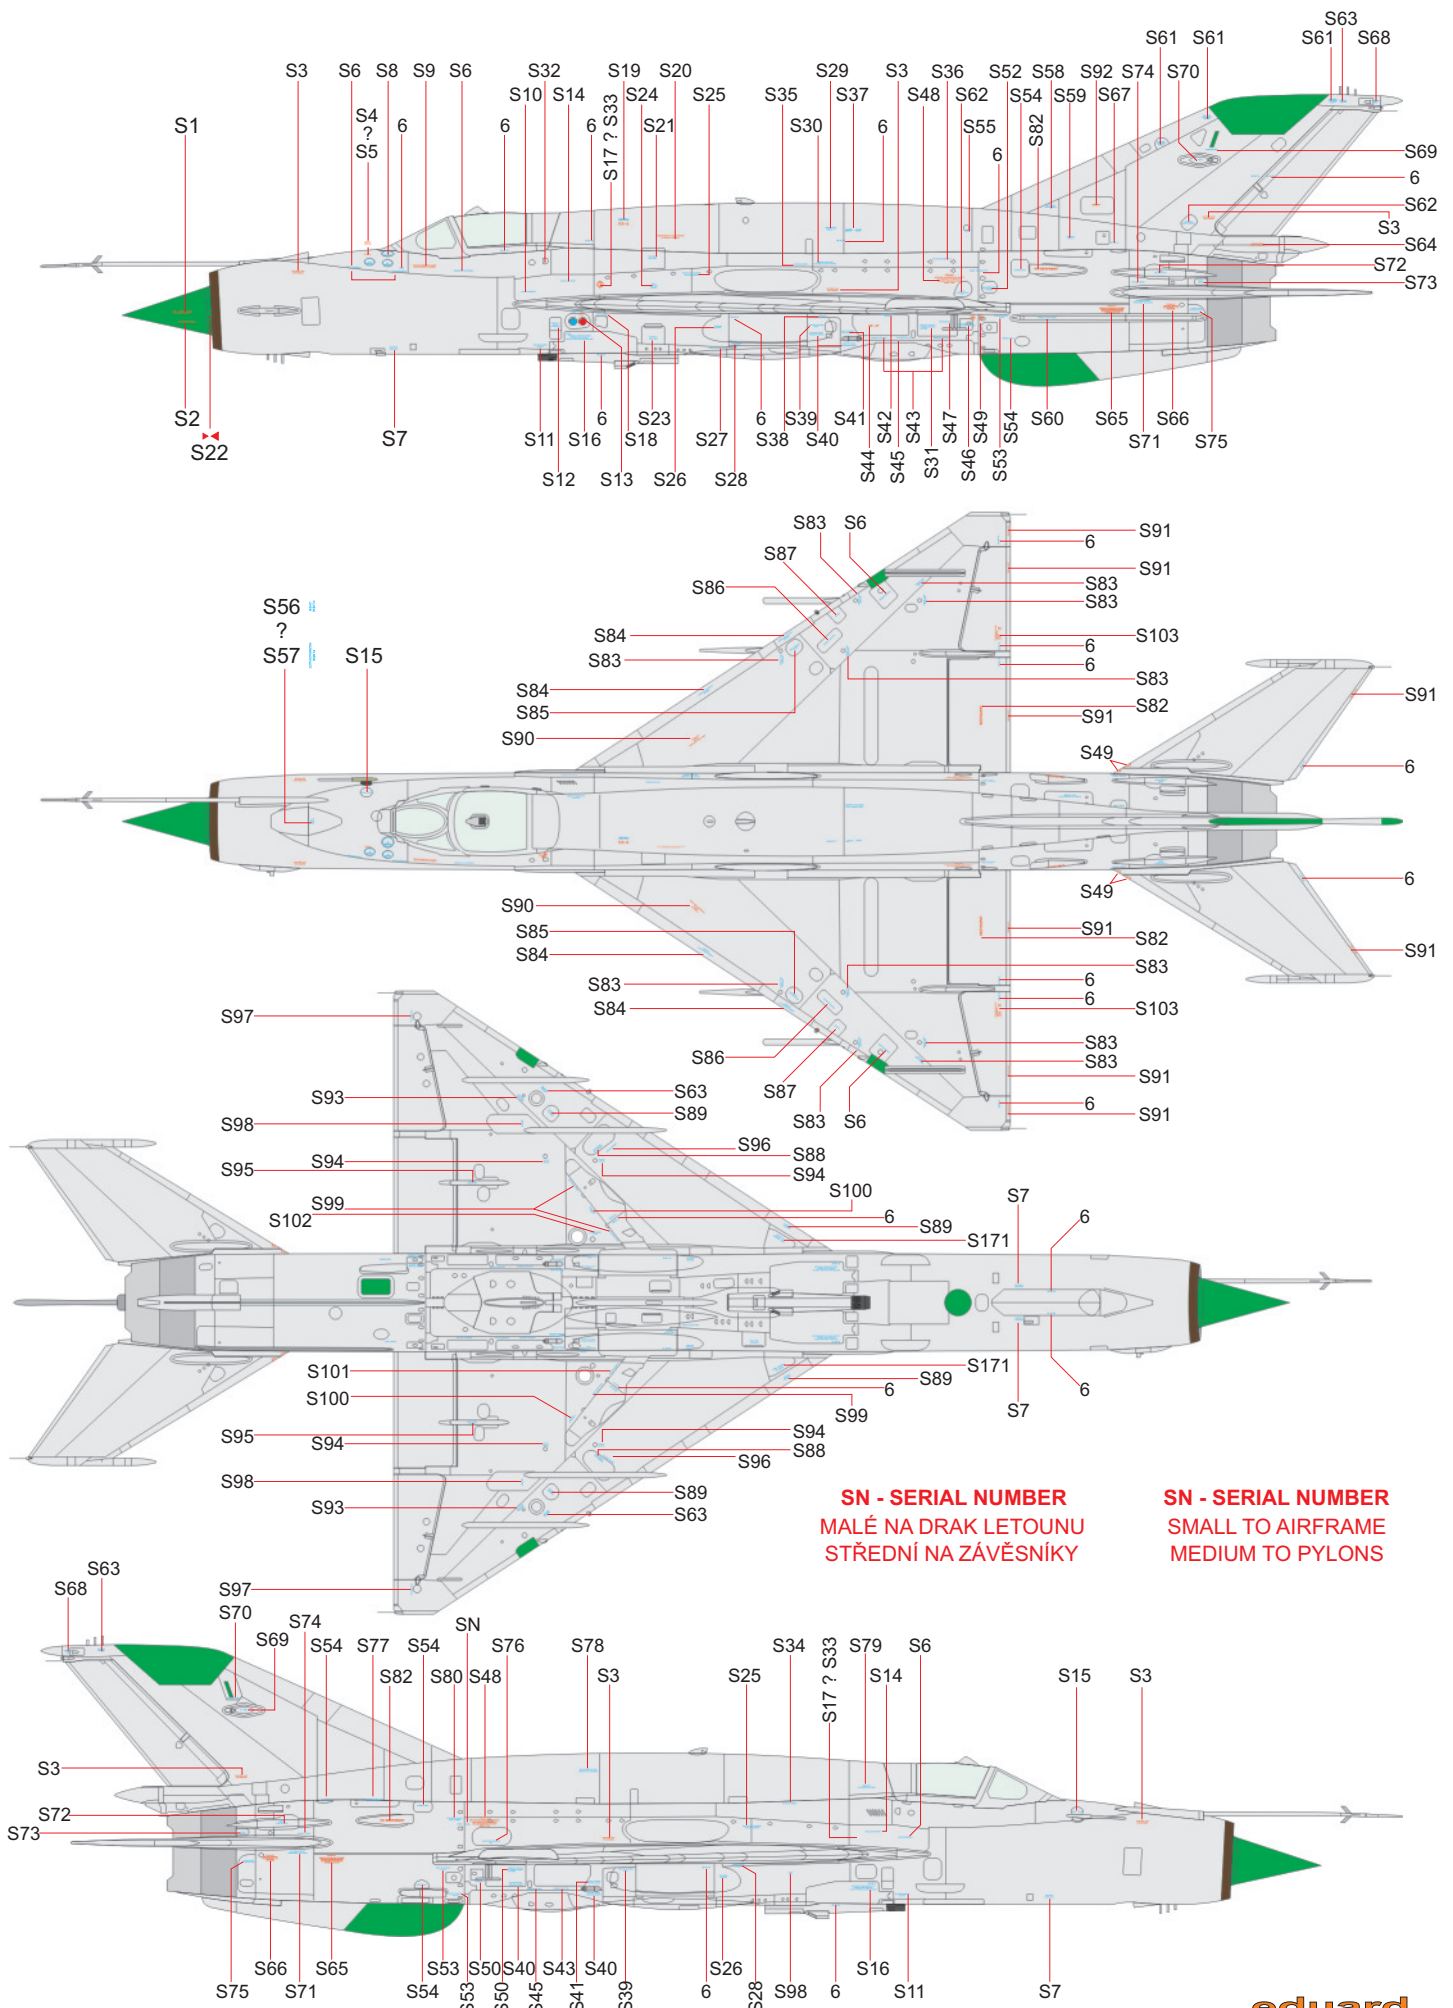 S63
S61
S61
S61
S68
S3
S6
S8
S9
S6
S32
S19
S20
S29
S3
S36
S52
S58
S92
S74
S70
S10
S14
S24
S25
S35
S37
S48
S62
S54
S59
S67
S4
?
S5
6
6
6
S17 ? S33
S21
S30
6
S55
S82
6
S1
S69
6
S62
S3
S64
S72
S73
S2
S22
S7
S11
S16
6
S18
S23
S27
6
S38
S39
S40
S41
S42
S43
S47
S49
S54
S60
S65
S66
S71
S75
S12
S13
S26
S28
S44
S45
S31
S46
S53
S83
S6
S91
6
S87
S91
S86
S83
S83
S56
?
S57
S15
S84
S83
S103
6
6
S83
S84
S85
S82
S91
S91
S90
S49
6
S49
6
S90
S85
S91
S82
S84
S91
S83
S83
6
6
S84
S103
S97
S86
S83
S83
S87
S91
S83
S6
6
S91
S93
S63
S89
S98
S96
S88
S95
S94
S94
S99
S100
S102
6
S89
S171
S7
6
S101
S171
S100
6
S89
S99
S7
6
S95
S94
S94
S88
S96
S98
S89
S93
S63
SN - SERIAL NUMBER
MALÉ NA DRAK LETOUNU
STŘEDNÍ NA ZÁVĚSNÍKY
SN - SERIAL NUMBER
SMALL TO AIRFRAME
MEDIUM TO PYLONS
S97
S68
S63
S70
S74
SN
S69
S54
S77
S54
S76
S78
S34
S79
S6
S82
S80
S48
S3
S25
S17 ? S33
S14
S15
S3
S3
S72
S73
S66
S65
S53
S50
S40
S43
S40
S26
S16
S75
S71
S54
S53
S50
S45
S41
S39
6
S28
S98
6
S11
S7
eduard